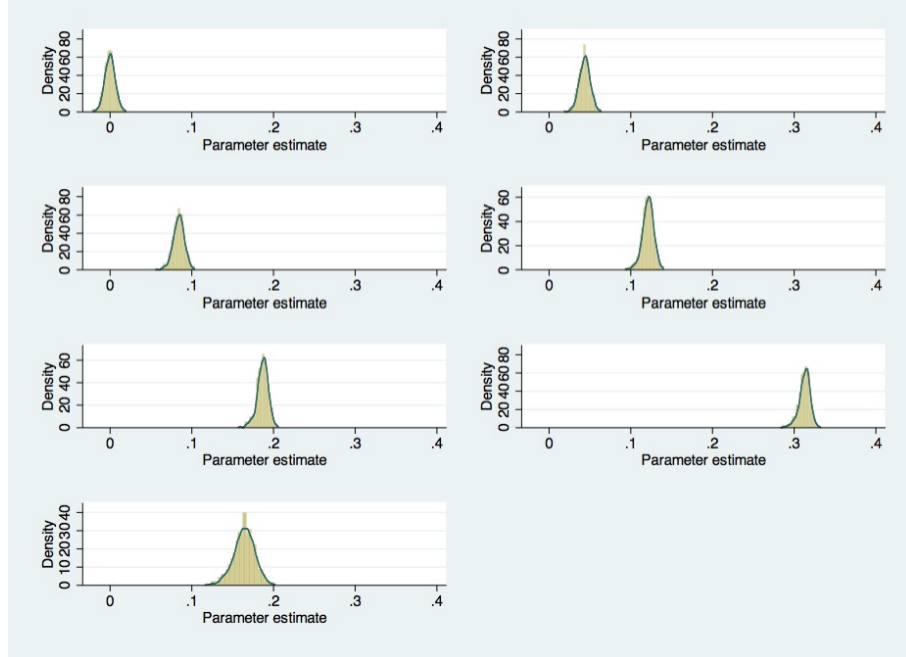 Density
0 20 40 60 80
0 .1 .2 .3 .4
Parameter estimate
Density
0 20 40 60 80
0 .1 .2 .3 .4
Parameter estimate
Density
0 20 40 60 80
0 .1 .2 .3 .4
Parameter estimate
Density
0 20 40 60
0 .1 .2 .3 .4
Parameter estimate
Density
0 20 40 60
0 .1 .2 .3 .4
Parameter estimate
Density
0 20 40 60 80
0 .1 .2 .3 .4
Parameter estimate
Density
0 10 20 30 40
0 .1 .2 .3 .4
Parameter estimate